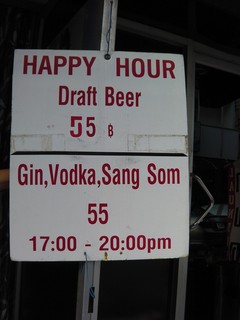 HAPPY HOUR
Draft Beer
55 ฿
Gin,Vodka,Sang Som
55
17:00 - 20:00pm